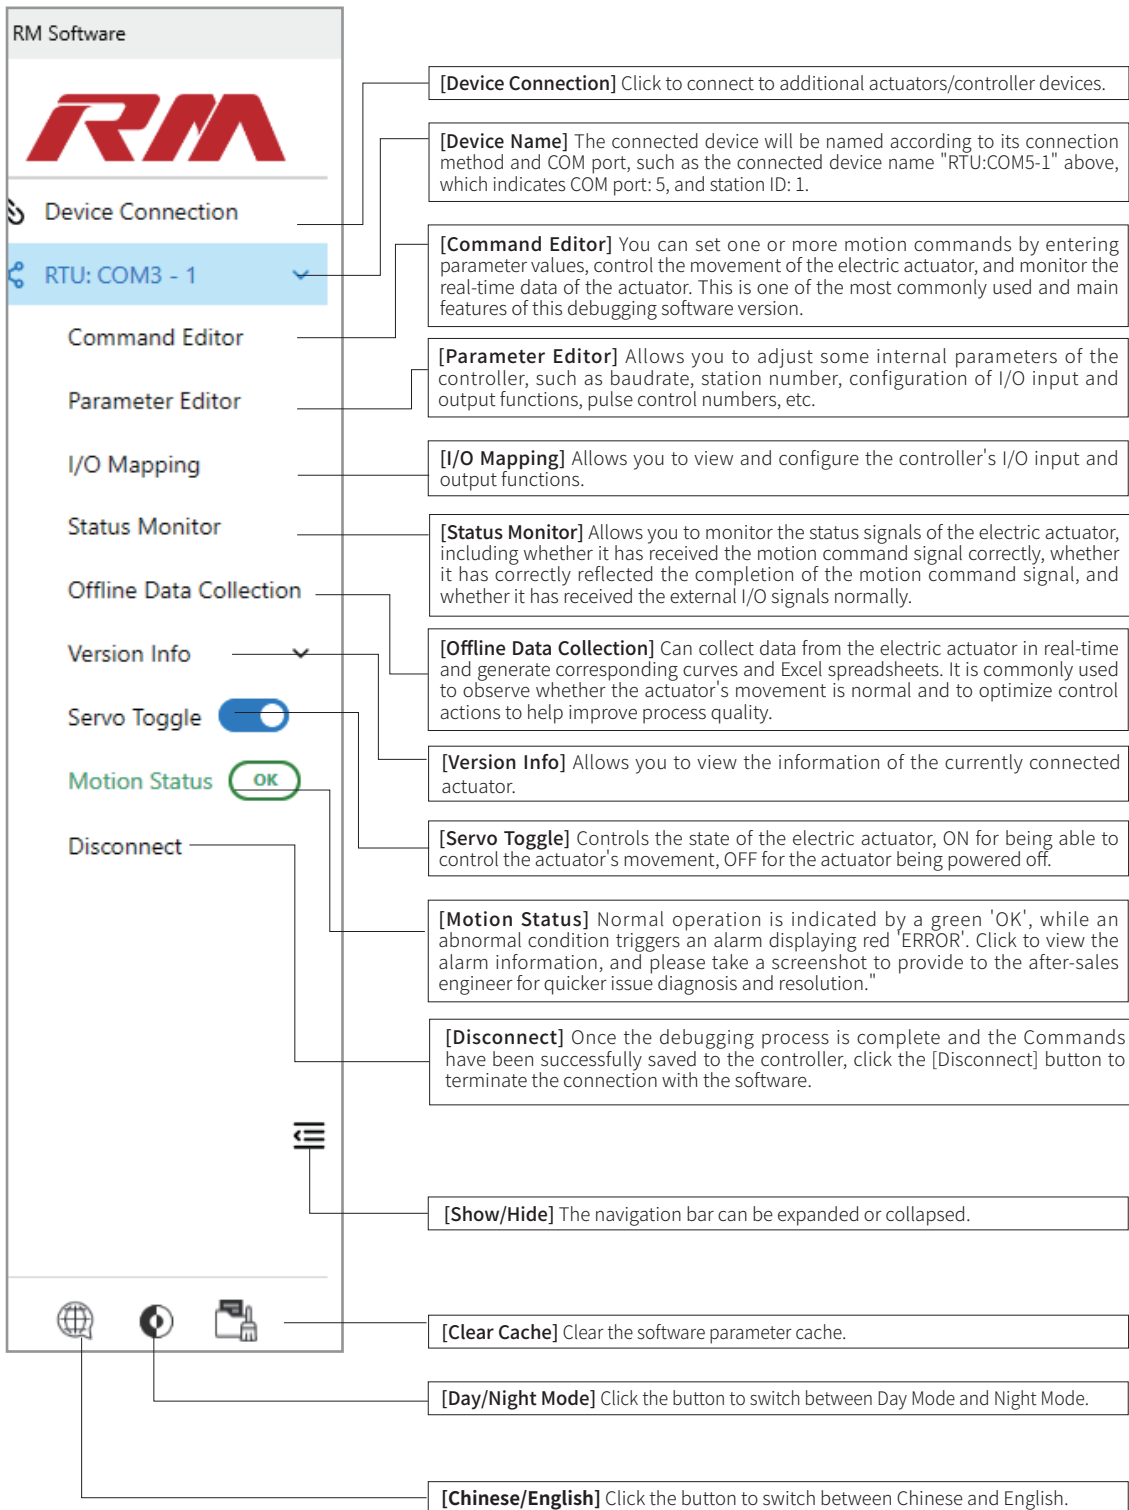 RM Software
RM
Device Connection
RTU: COM3 - 1
Command Editor
Parameter Editor
I/O Mapping
Status Monitor
Offline Data Collection
Version Info
Servo Toggle
Motion Status OK
Disconnect
[Device Connection] Click to connect to additional actuators/controller devices.
[Device Name] The connected device will be named according to its connection
method and COM port, such as the connected device name "RTU:COM5-1" above,
which indicates COM port: 5, and station ID: 1.
[Command Editor] You can set one or more motion commands by entering
parameter values, control the movement of the electric actuator, and monitor the
real-time data of the actuator. This is one of the most commonly used and main
features of this debugging software version.
[Parameter Editor] Allows you to adjust some internal parameters of the
controller, such as baudrate, station number, configuration of I/O input and
output functions, pulse control numbers, etc.
[I/O Mapping] Allows you to view and configure the controller's I/O input and
output functions.
[Status Monitor] Allows you to monitor the status signals of the electric actuator,
including whether it has received the motion command signal correctly, whether
it has correctly reflected the completion of the motion command signal, and
whether it has received the external I/O signals normally.
[Offline Data Collection] Can collect data from the electric actuator in real-time
and generate corresponding curves and Excel spreadsheets. It is commonly used
to observe whether the actuator's movement is normal and to optimize control
actions to help improve process quality.
[Version Info] Allows you to view the information of the currently connected
actuator.
[Servo Toggle] Controls the state of the electric actuator, ON for being able to
control the actuator's movement, OFF for the actuator being powered off.
[Motion Status] Normal operation is indicated by a green 'OK', while an
abnormal condition triggers an alarm displaying red 'ERROR'. Click to view the
alarm information, and please take a screenshot to provide to the after-sales
engineer for quicker issue diagnosis and resolution."
[Disconnect] Once the debugging process is complete and the Commands
have been successfully saved to the controller, click the [Disconnect] button to
terminate the connection with the software.
[Show/Hide] The navigation bar can be expanded or collapsed.
[Clear Cache] Clear the software parameter cache.
[Day/Night Mode] Click the button to switch between Day Mode and Night Mode.
[Chinese/English] Click the button to switch between Chinese and English.